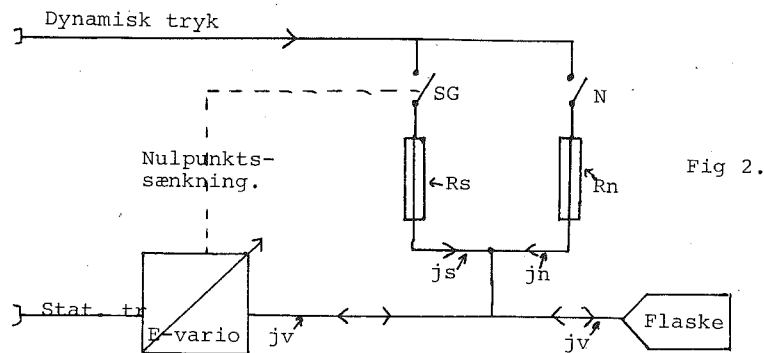 Dynamisk tryk
SG
N
Nulpunkts-
sænkning.
Rs
Rn
Fig 2.
js
jn
Stat. tr
E-vario
jv
jv
Flaske